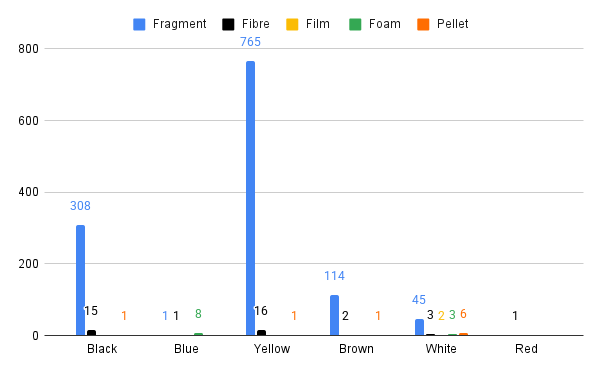 Fragment Fibre Film Foam Pellet
800
600
400
200
0
308 15 1
1 1 8
765 16 1
114 2 1
45 3 2 3 6
1
Black Blue Yellow Brown White Red